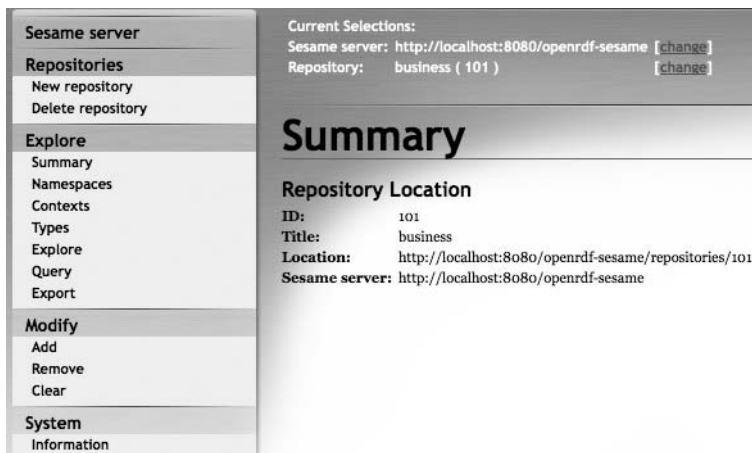 Sesame server
Repositories
New repository
Delete repository
Explore
Summary
Namespaces
Contexts
Types
Explore
Query
Export
Modify
Add
Remove
Clear
System
Information
Current Selections:
Sesame server: http://localhost:8080/openrdf-sesame [change]
Repository: business ( 101 ) [change]
Summary
Repository Location
ID: 101
Title: business
Location: http://localhost:8080/openrdf-sesame/repositories/101
Sesame server: http://localhost:8080/openrdf-sesame